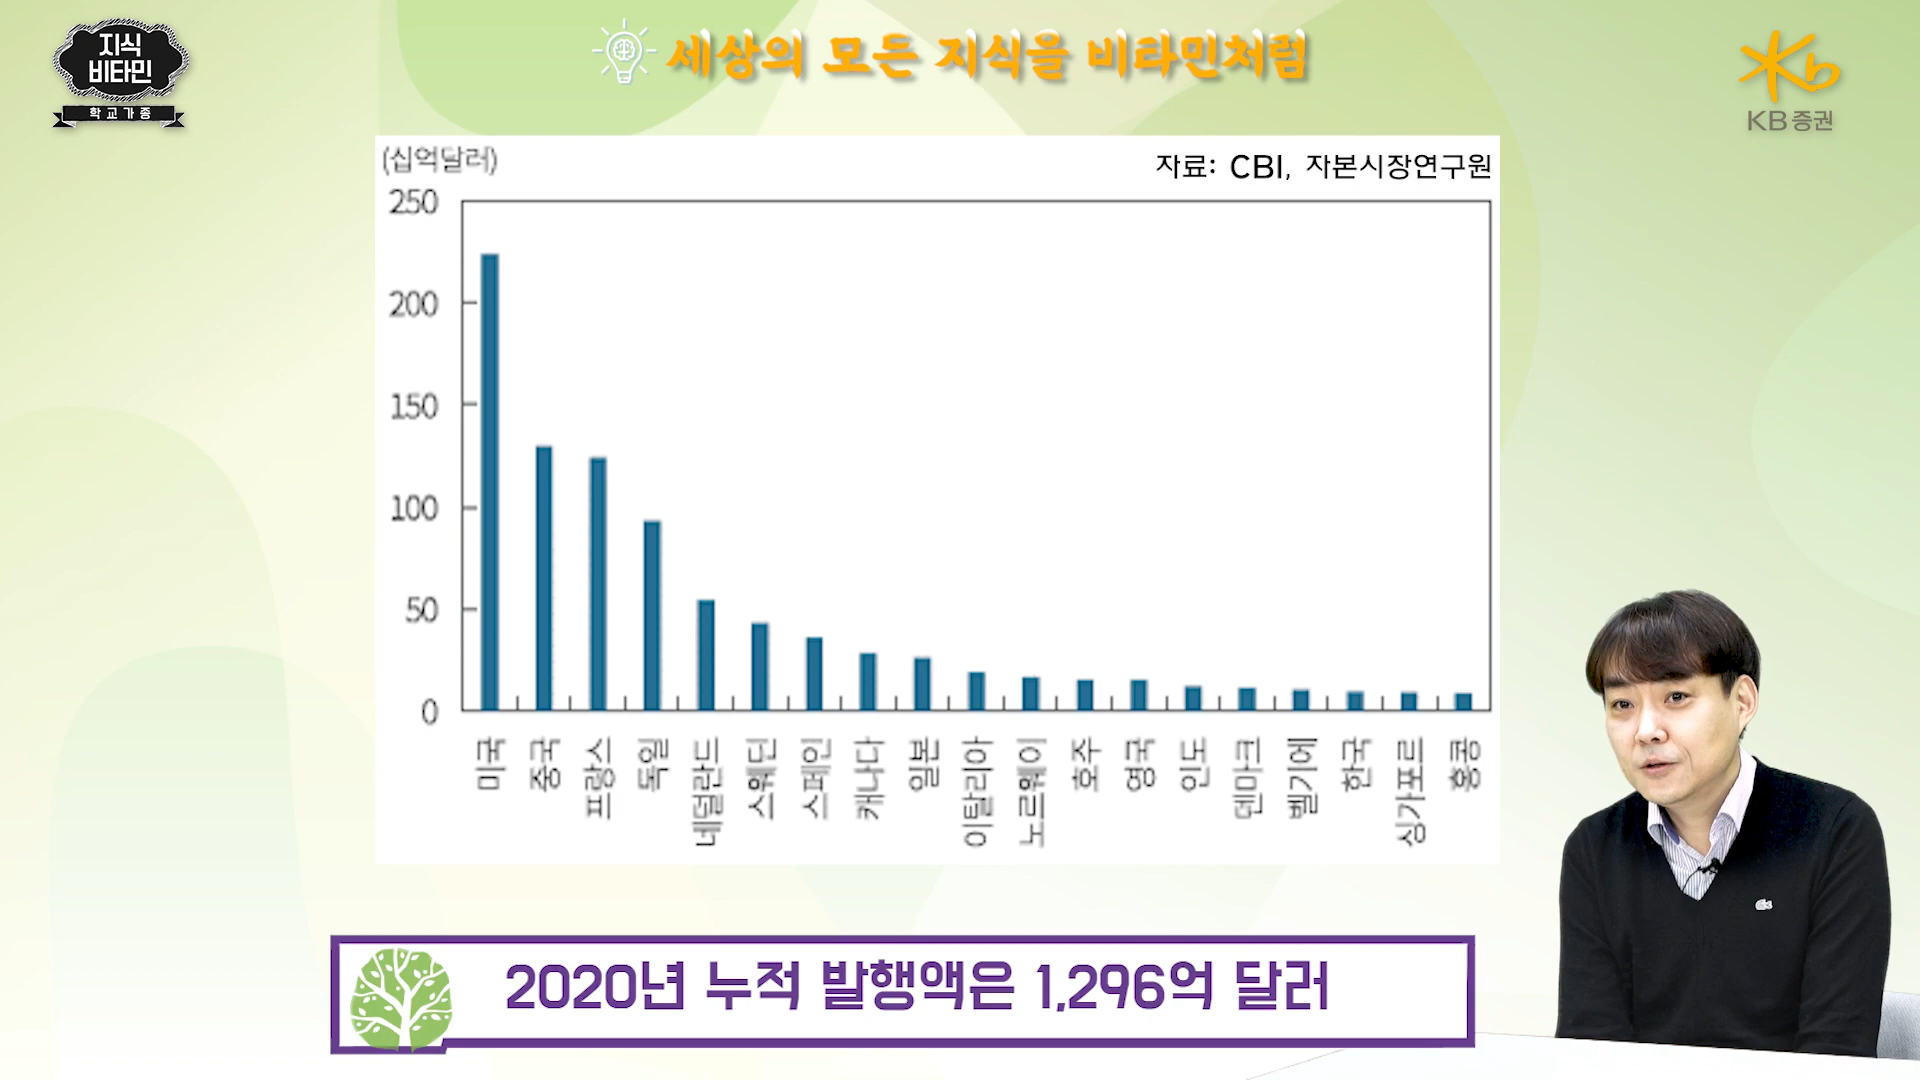 지식
비타민
학교가종
세상의 모든 지식을 비타민처럼
KB증권
(십억달러)
자료: CBI, 자본시장연구원
250
200
150
100
50
0
미국
중국
프랑스
독일
네덜란드
스웨덴
스페인
캐나다
일본
이탈리아
노르웨이
호주
영국
인도
덴마크
벨기에
한국
싱가포르
홍콩
2020년 누적 발행액은 1,296억 달러